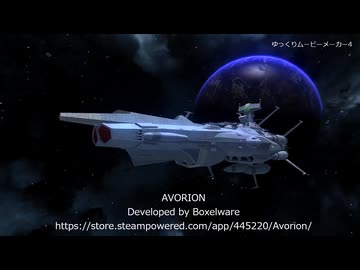 ゆっくりムービーメーカー4
AVORION
Developed by Boxelware
https://store.steampowered.com/app/445220/Avorion/